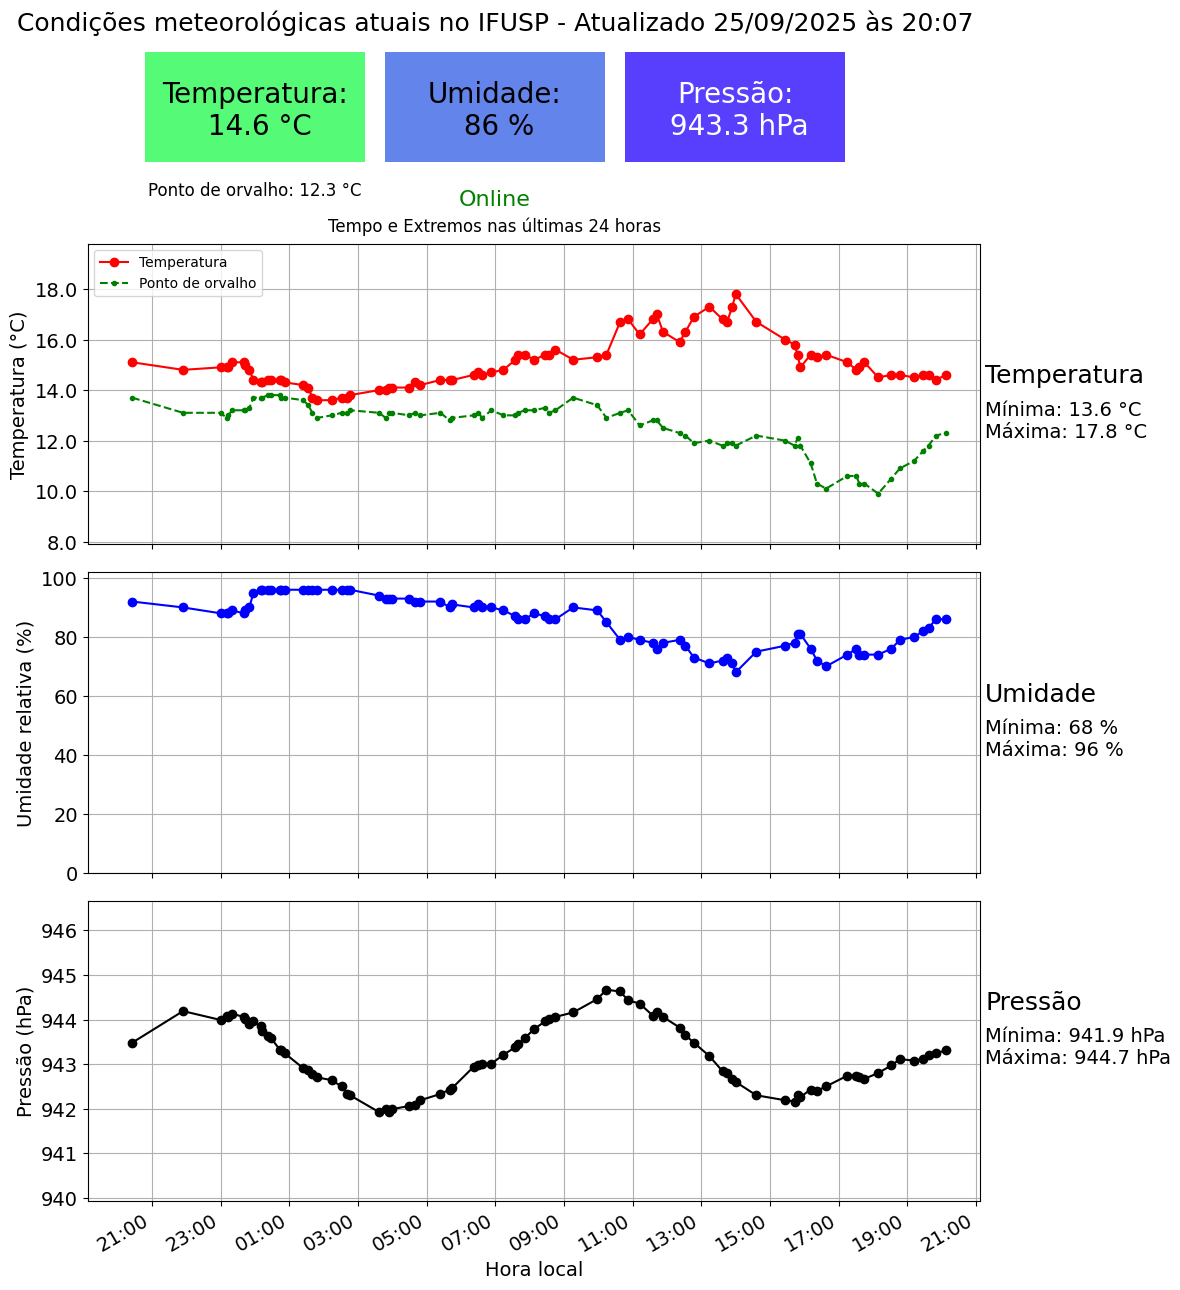 Condições meteorológicas atuais no IFUSP - Atualizado 25/09/2025 às 20:07
Temperatura:
14.6 °C
Umidade:
86 %
Pressão:
943.3 hPa
Ponto de orvalho: 12.3 °C
Online
Tempo e Extremos nas últimas 24 horas
Temperatura
Ponto de orvalho
Temperatura (°C)
18.0
16.0
14.0
12.0
10.0
8.0
Temperatura
Mínima: 13.6 °C
Máxima: 17.8 °C
Umidade relativa (%)
100
80
60
40
20
0
Umidade
Mínima: 68 %
Máxima: 96 %
Pressão (hPa)
946
945
944
943
942
941
940
Pressão
Mínima: 941.9 hPa
Máxima: 944.7 hPa
21:00
23:00
01:00
03:00
05:00
07:00
09:00
11:00
13:00
15:00
17:00
19:00
21:00
Hora local